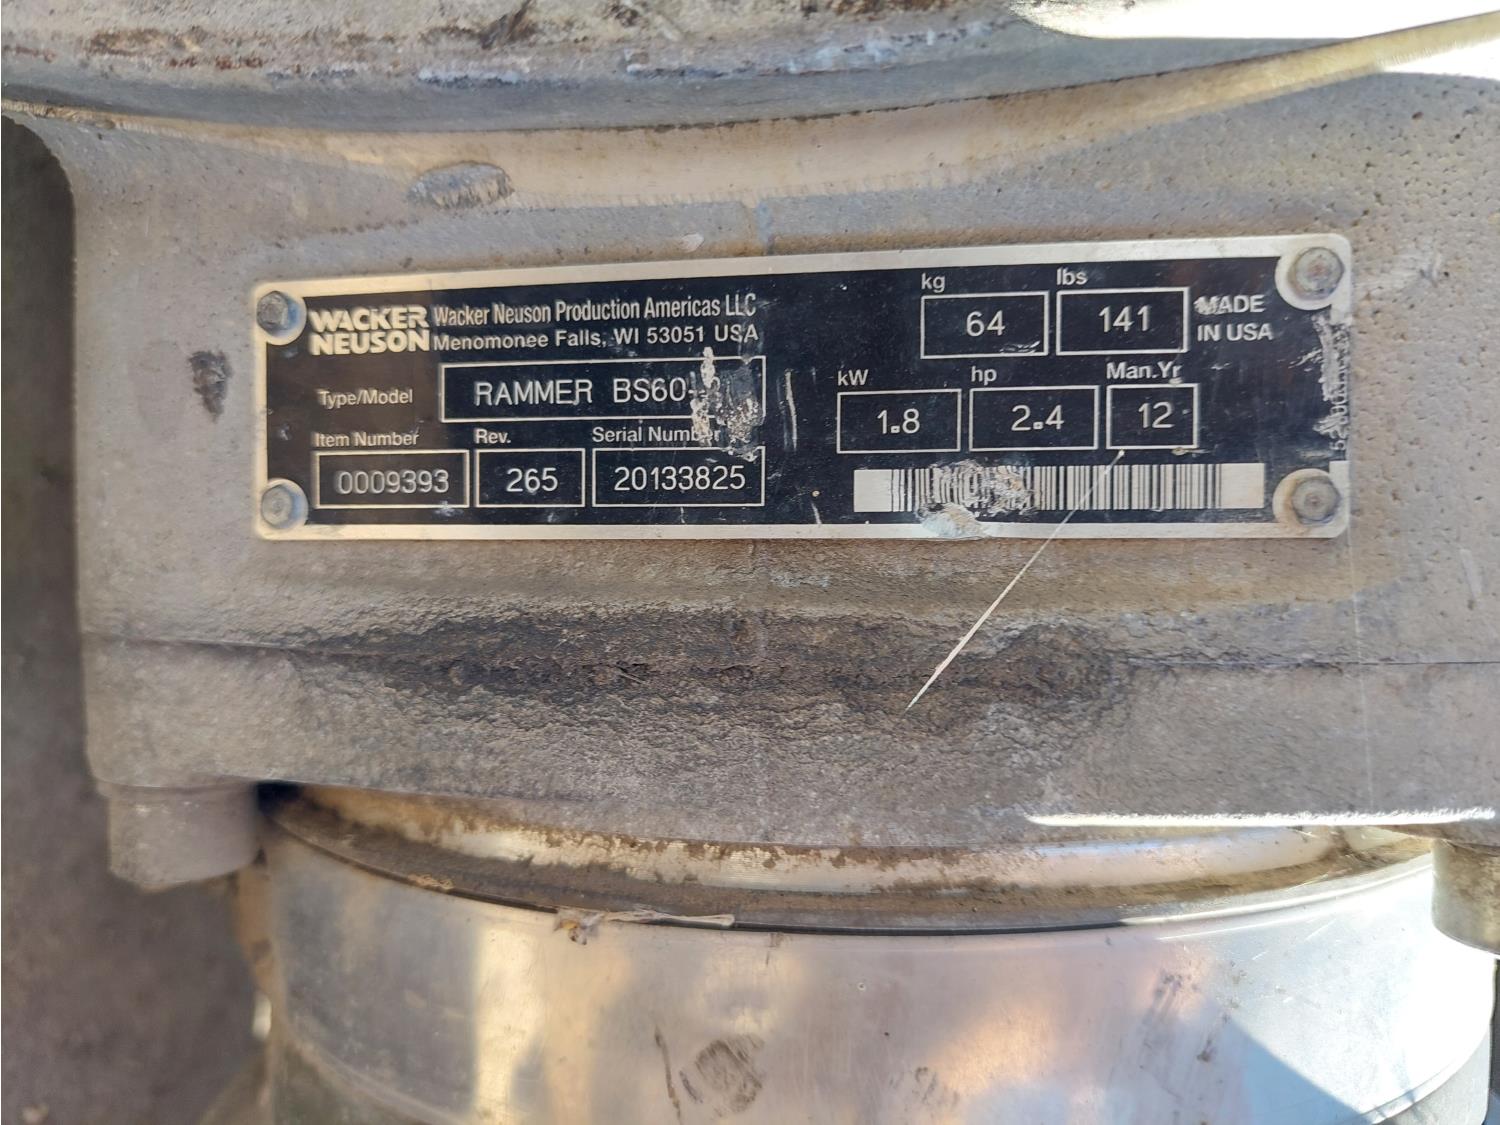 WACKER
NEUSON
Wacker Neuson Production Americas LLC
Menomonee Falls, WI 53051 USA
Type/Model
RAMMER BS60-
Item Number
0009393
Rev.
265
Serial Number
20133825
kg
64
lbs
141
MADE
IN USA
kW
1.8
hp
2.4
Man.Yr
12